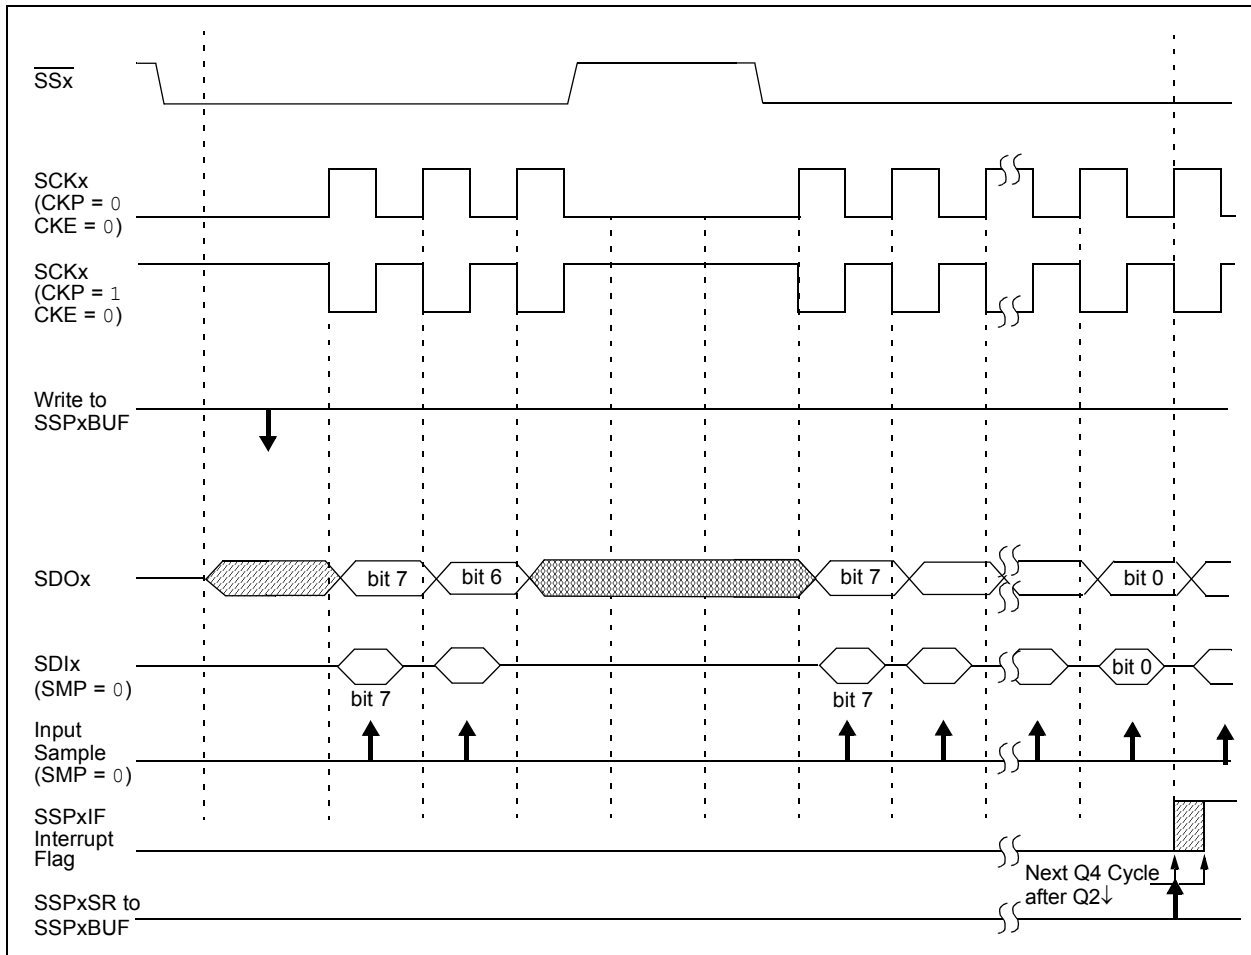 SSx
SCKx
(CKP = 0
CKE = 0)
SCKx
(CKP = 1
CKE = 0)
Write to
SSPxBUF
SDOx
bit 7
bit 6
bit 7
bit 0
SDIx
(SMP = 0)
bit 7
bit 7
bit 0
Input
Sample
(SMP = 0)
SSPxIF
Interrupt
Flag
Next Q4 Cycle
after Q2↓
SSPxSR to
SSPxBUF